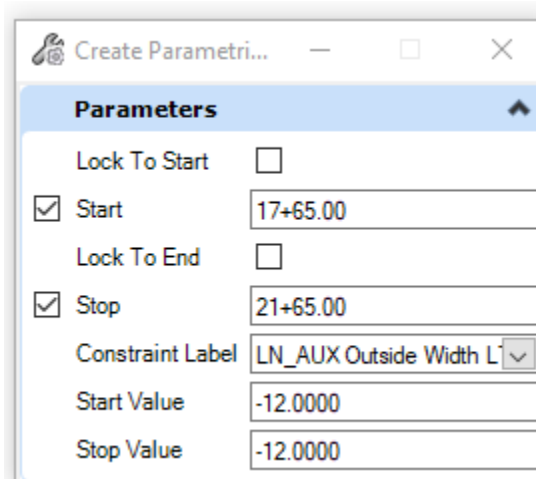 Create Parametri...
Parameters
Lock To Start
Start 17+65.00
Lock To End
Stop 21+65.00
Constraint Label LN_AUX Outside Width L
Start Value -12.0000
Stop Value -12.0000